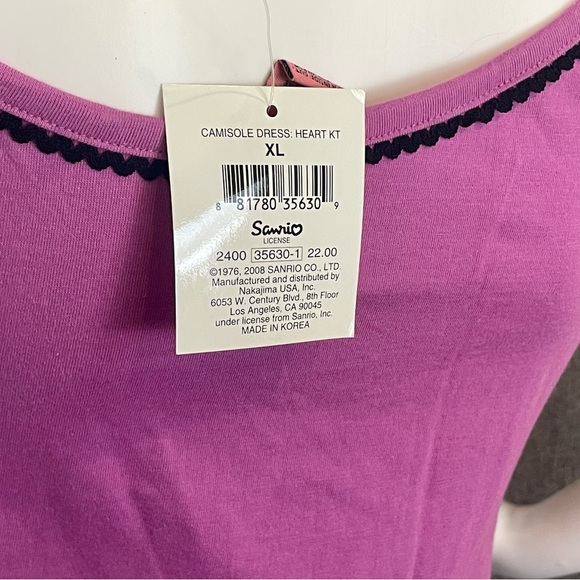 CAMISOLE DRESS: HEART KT
XL
8 81780 35630 9
Sanrio
LICENSE
2400 35630-1 22.00
©1976, 2008 SANRIO CO., LTD.
Manufactured and distributed by
Nakajima USA, Inc.
6053 W. Century Blvd., 8th Floor
Los Angeles, CA 90045
under license from Sanrio, Inc.
MADE IN KOREA